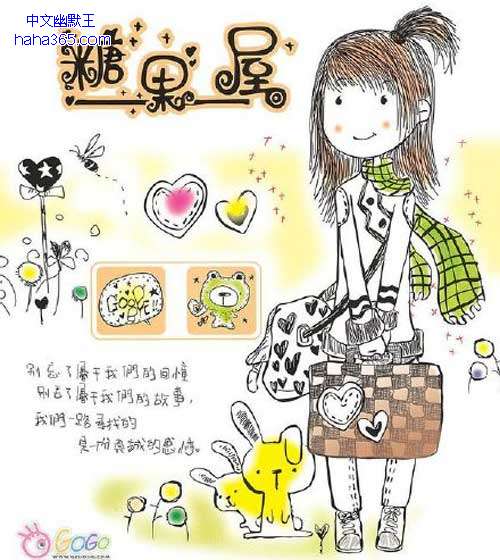 中文幽默王
haha365.com
糖果屋
GOOD BYE!!
別忘了屬于我們的回憶
別忘了屬于我們的故事,
我們一路尋找的
是一份真誠的感情。
GOGO